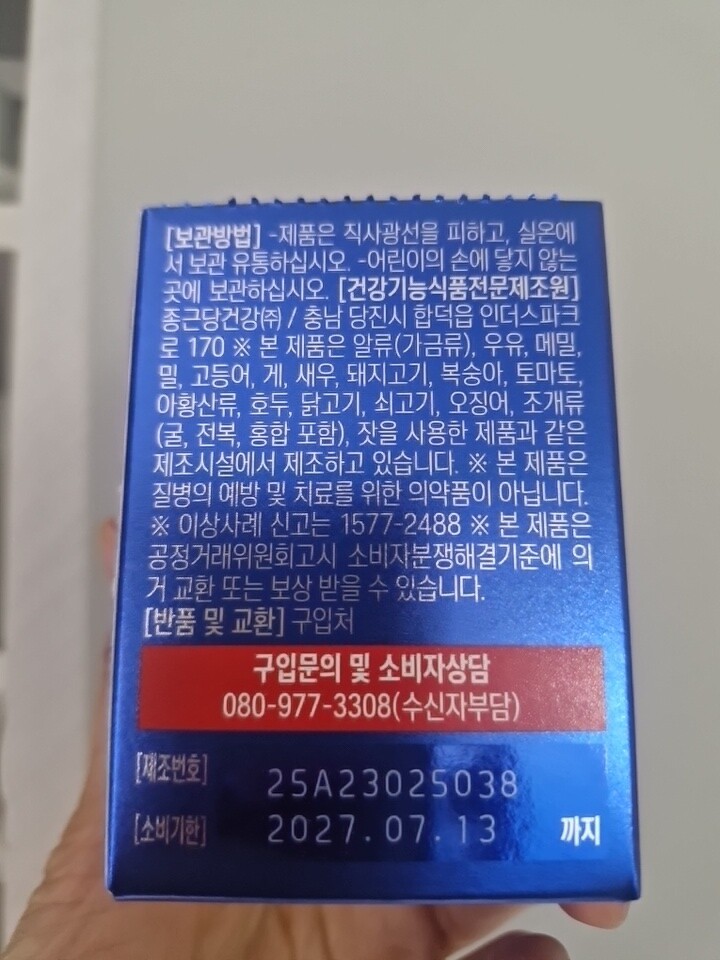 [보관방법] -제품은 직사광선을 피하고, 실온에
서 보관 유통하십시오. -어린이의 손에 닿지 않는
곳에 보관하십시오. [건강기능식품전문제조원]
종근당건강㈜ / 충남 당진시 합덕읍 인더스파크
로 170 ※ 본 제품은 알류(가금류), 우유, 메밀,
밀, 고등어, 게, 새우, 돼지고기, 복숭아, 토마토,
아황산류, 호두, 닭고기, 쇠고기, 오징어, 조개류
(굴, 전복, 홍합 포함), 잣을 사용한 제품과 같은
제조시설에서 제조하고 있습니다. ※ 본 제품은
질병의 예방 및 치료를 위한 의약품이 아닙니다.
※ 이상사례 신고는 1577-2488 ※ 본 제품은
공정거래위원회고시 소비자분쟁해결기준에 의
거 교환 또는 보상 받을 수 있습니다.
[반품 및 교환] 구입처
구입문의 및 소비자상담
080-977-3308(수신자부담)
[제조번호] 25A23025038
[소비기한] 2027.07.13 까지